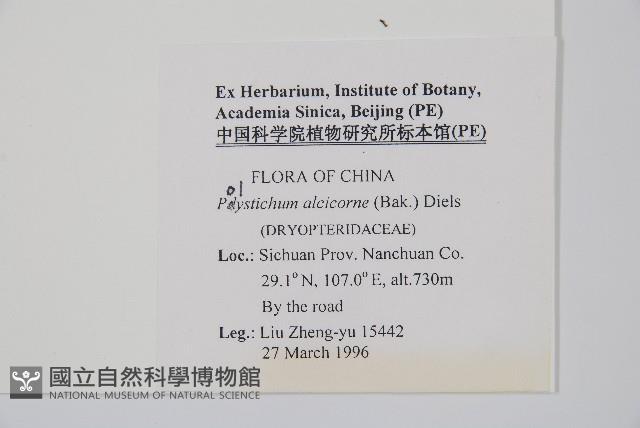 Ex Herbarium, Institute of Botany,
Academia Sinica, Beijing (PE)
中国科学院植物研究所标本馆(PE)
FLORA OF CHINA
ol
Polystichum alcicorne (Bak.) Diels
(DRYOPTERIDACEAE)
Loc.: Sichuan Prov. Nanchuan Co.
29.1°N, 107.0°E, alt.730m
By the road
Leg.: Liu Zheng-yu 15442
27 March 1996
國立自然科學博物館
NATIONAL MUSEUM OF NATURAL SCIENCE